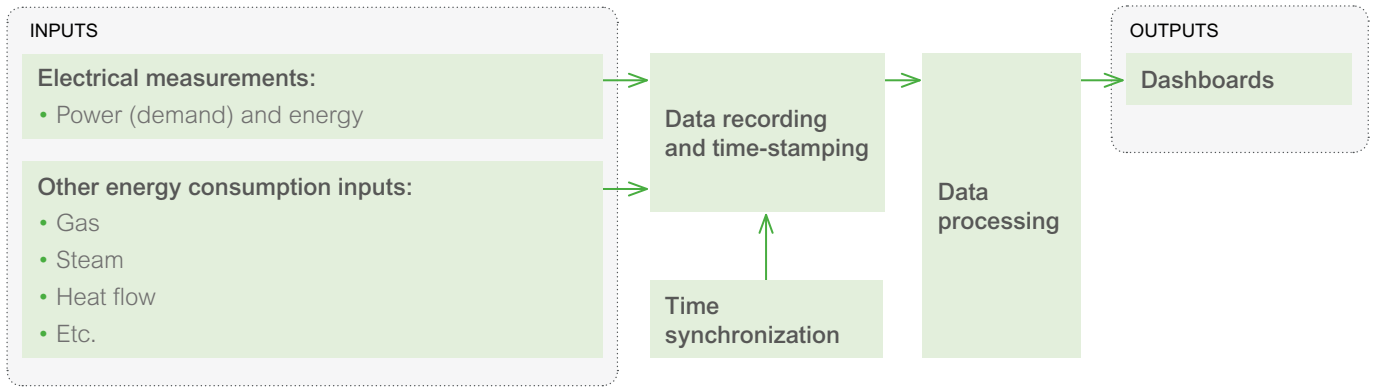 INPUTS
Electrical measurements:
• Power (demand) and energy
Other energy consumption inputs:
• Gas
• Steam
• Heat flow
• Etc.
Data recording
and time-stamping
Time
synchronization
Data
processing
OUTPUTS
Dashboards